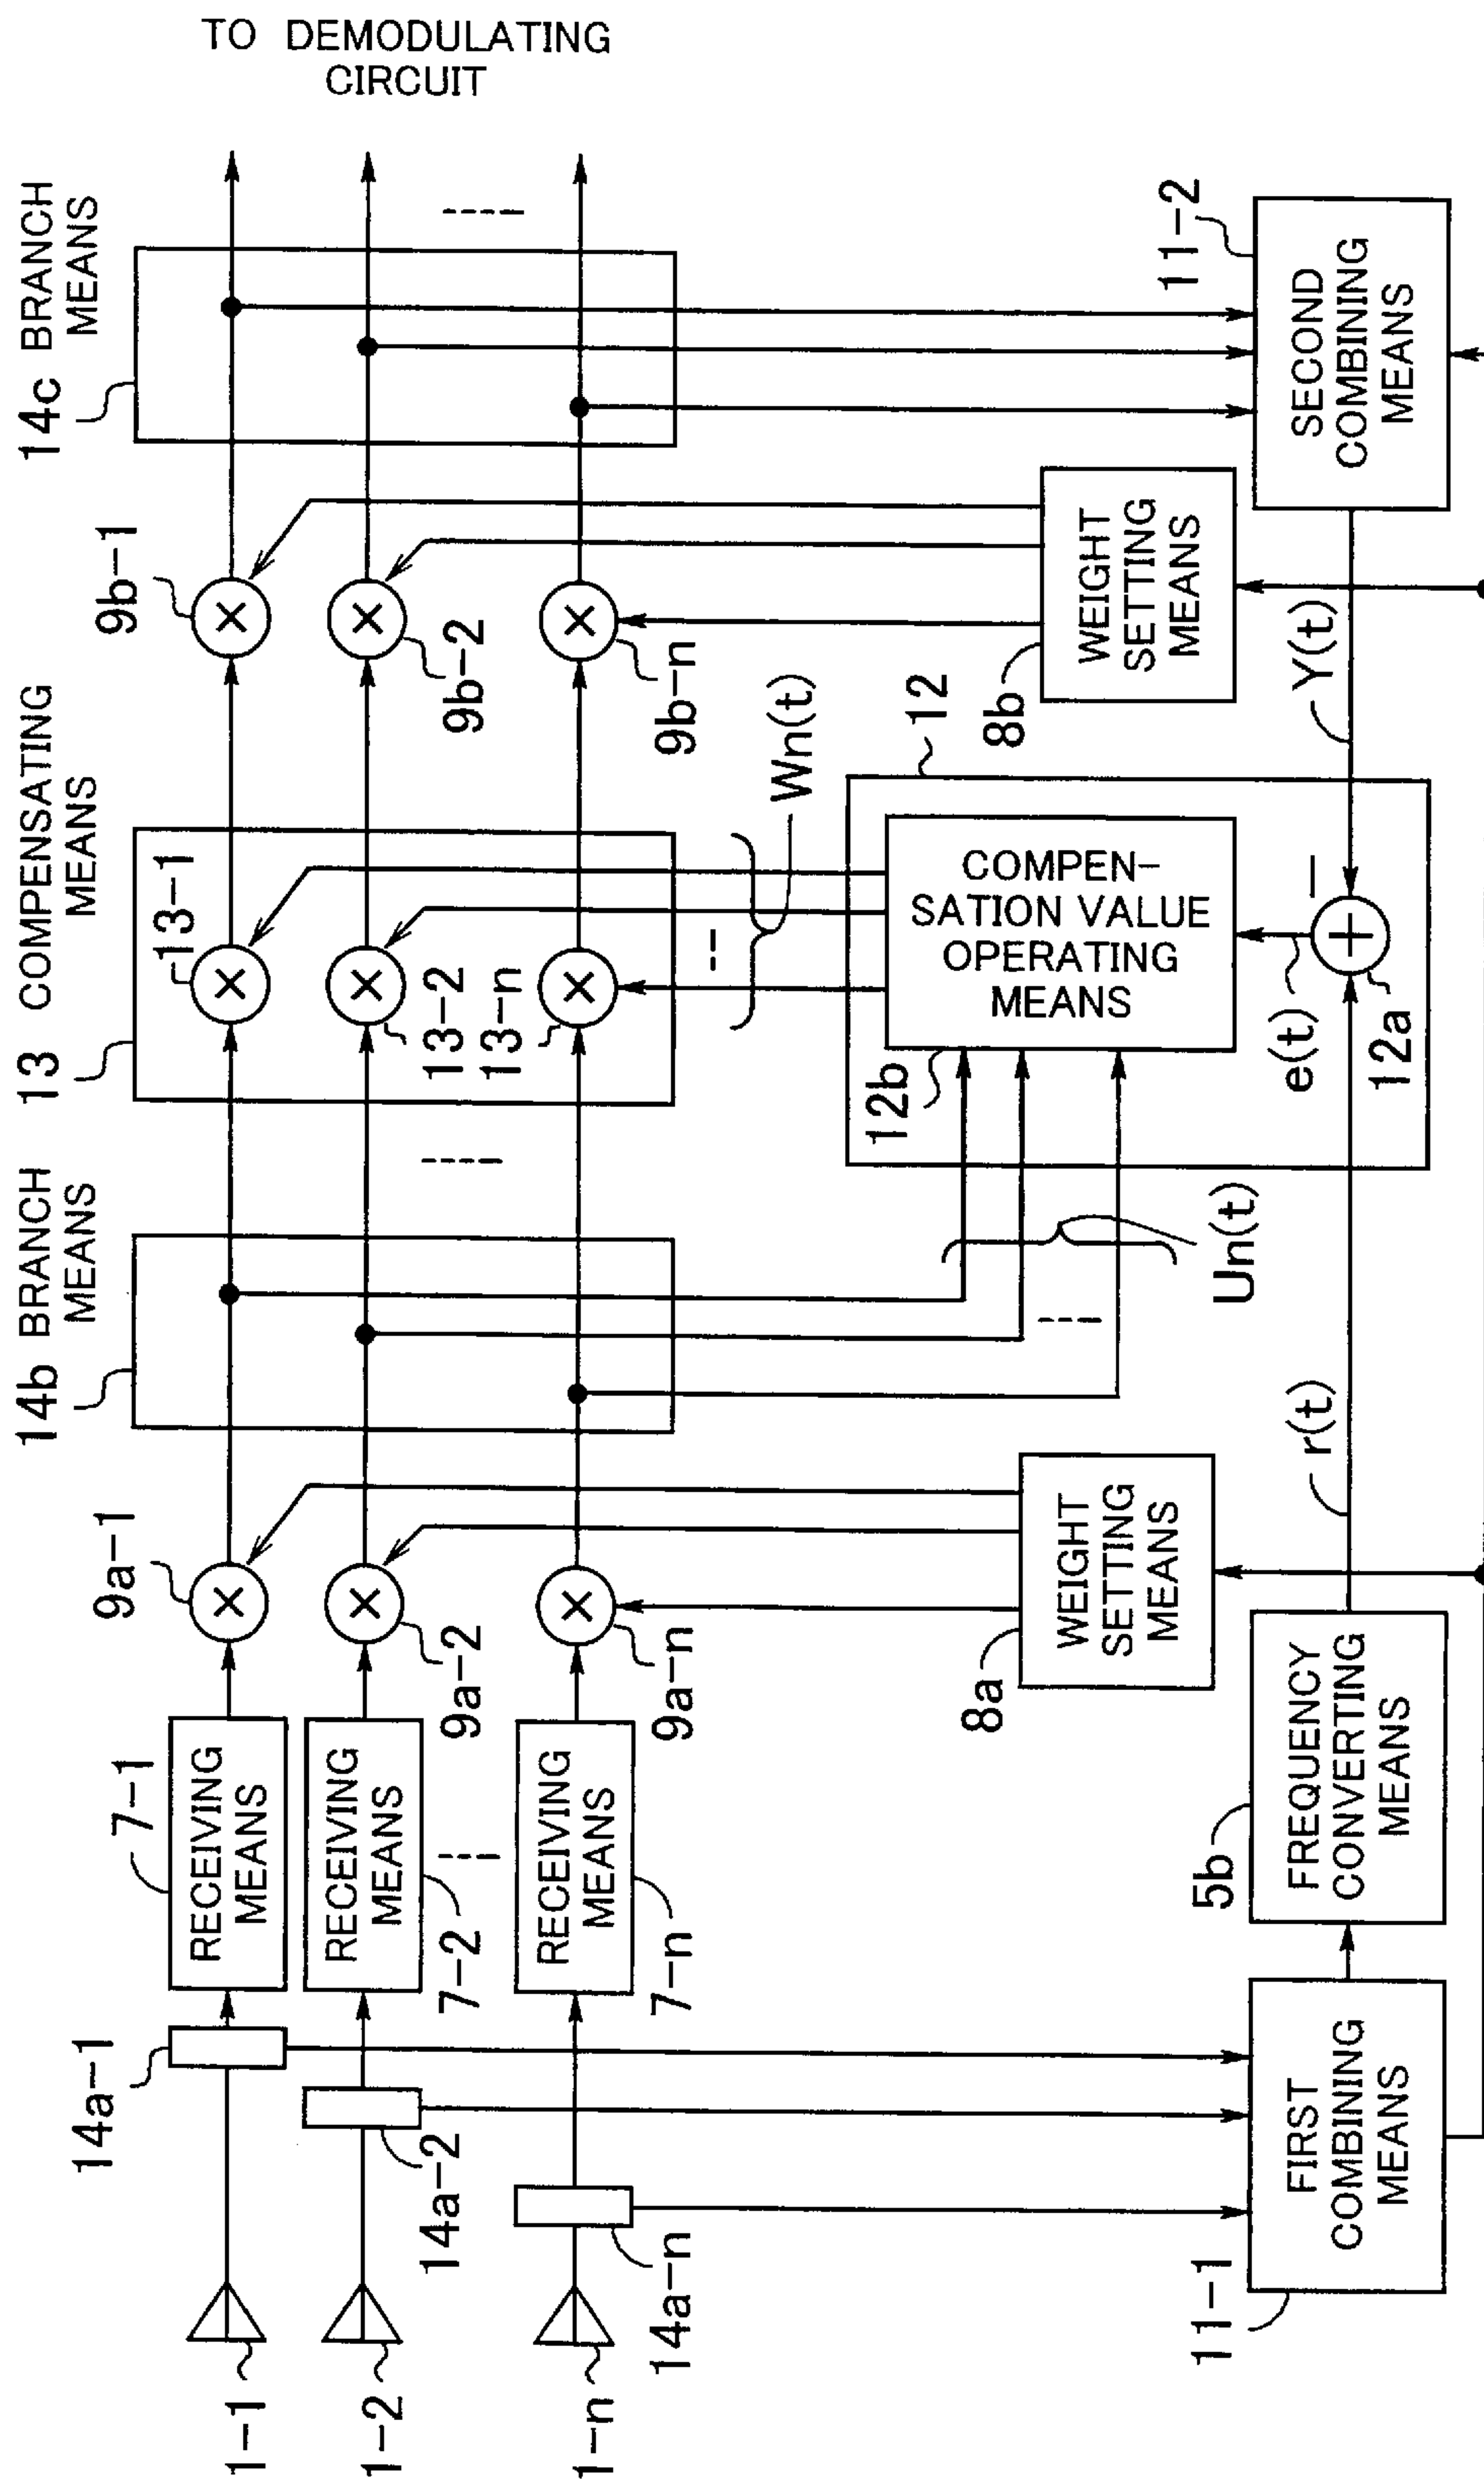 TO DEMODULATING
CIRCUIT
14c BRANCH
MEANS
9b-1
9b-2
9b-n
13 COMPENSATING
MEANS
13-1
13-2
13-n
14b BRANCH
MEANS
9a-1
9a-2
9a-n
7-1
RECEIVING
MEANS
RECEIVING
MEANS
7-2
RECEIVING
MEANS
7-n
14a-1
14a-2
14a-n
1-1
1-2
1-n
11-2
SECOND
COMBINING
MEANS
WEIGHT
SETTING
MEANS
8b
Y(t)
12
Wn(t)
COMPEN-
SATION VALUE
OPERATING
MEANS
12b
−
+
e(t)
12a
Un(t)
r(t)
WEIGHT
SETTING
MEANS
8a
5b
FREQUENCY
CONVERTING
MEANS
FIRST
COMBINING
MEANS
11-1